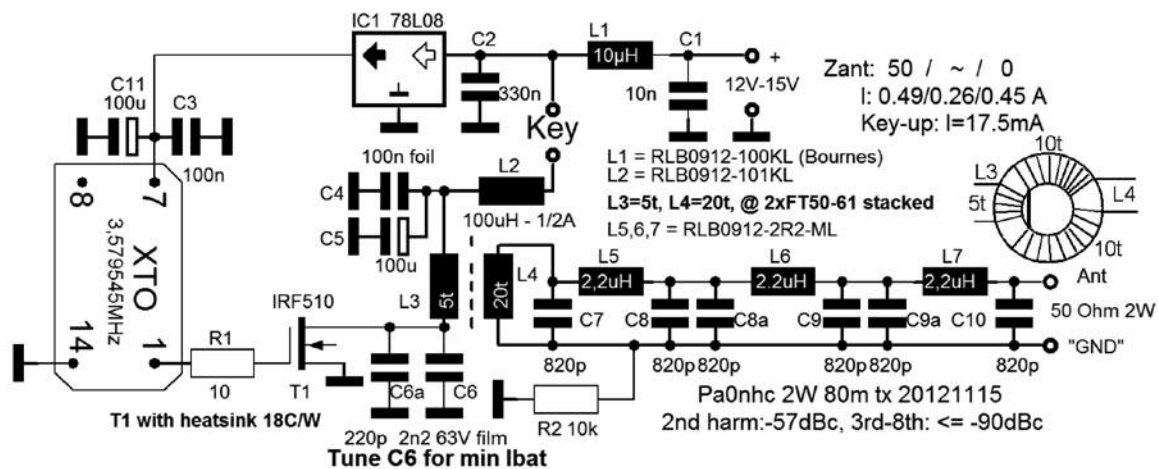 IC1 78L08
C2
330n
L1
10µH
C1
10n
+
12V-15V
Zant: 50 / ~ / 0
I: 0.49/0.26/0.45 A
Key-up: I=17.5mA
C11
100u
C3
100n
Key
L1 = RLB0912-100KL (Bournes)
L2 = RLB0912-101KL
L3=5t, L4=20t, @ 2xFT50-61 stacked
L5,6,7 = RLB0912-2R2-ML
10t
L3
5t
L4
10t
100n foil
C4
C5
100u
L2
100uH - 1/2A
8
7
XTO
3,579545MHz
14
1
R1
10
IRF510
T1
T1 with heatsink 18C/W
L3
5t
20t
L4
C6a
C6
220p 2n2 63V film
Tune C6 for min Ibat
L5
2,2uH
L6
2.2uH
L7
2,2uH
Ant
C7
C8
C8a
C9
C9a
C10
50 Ohm 2W
"GND"
820p
820p
820p
820p
820p
820p
R2 10k
Pa0nhc 2W 80m tx 20121115
2nd harm:-57dBc, 3rd-8th: <= -90dBc